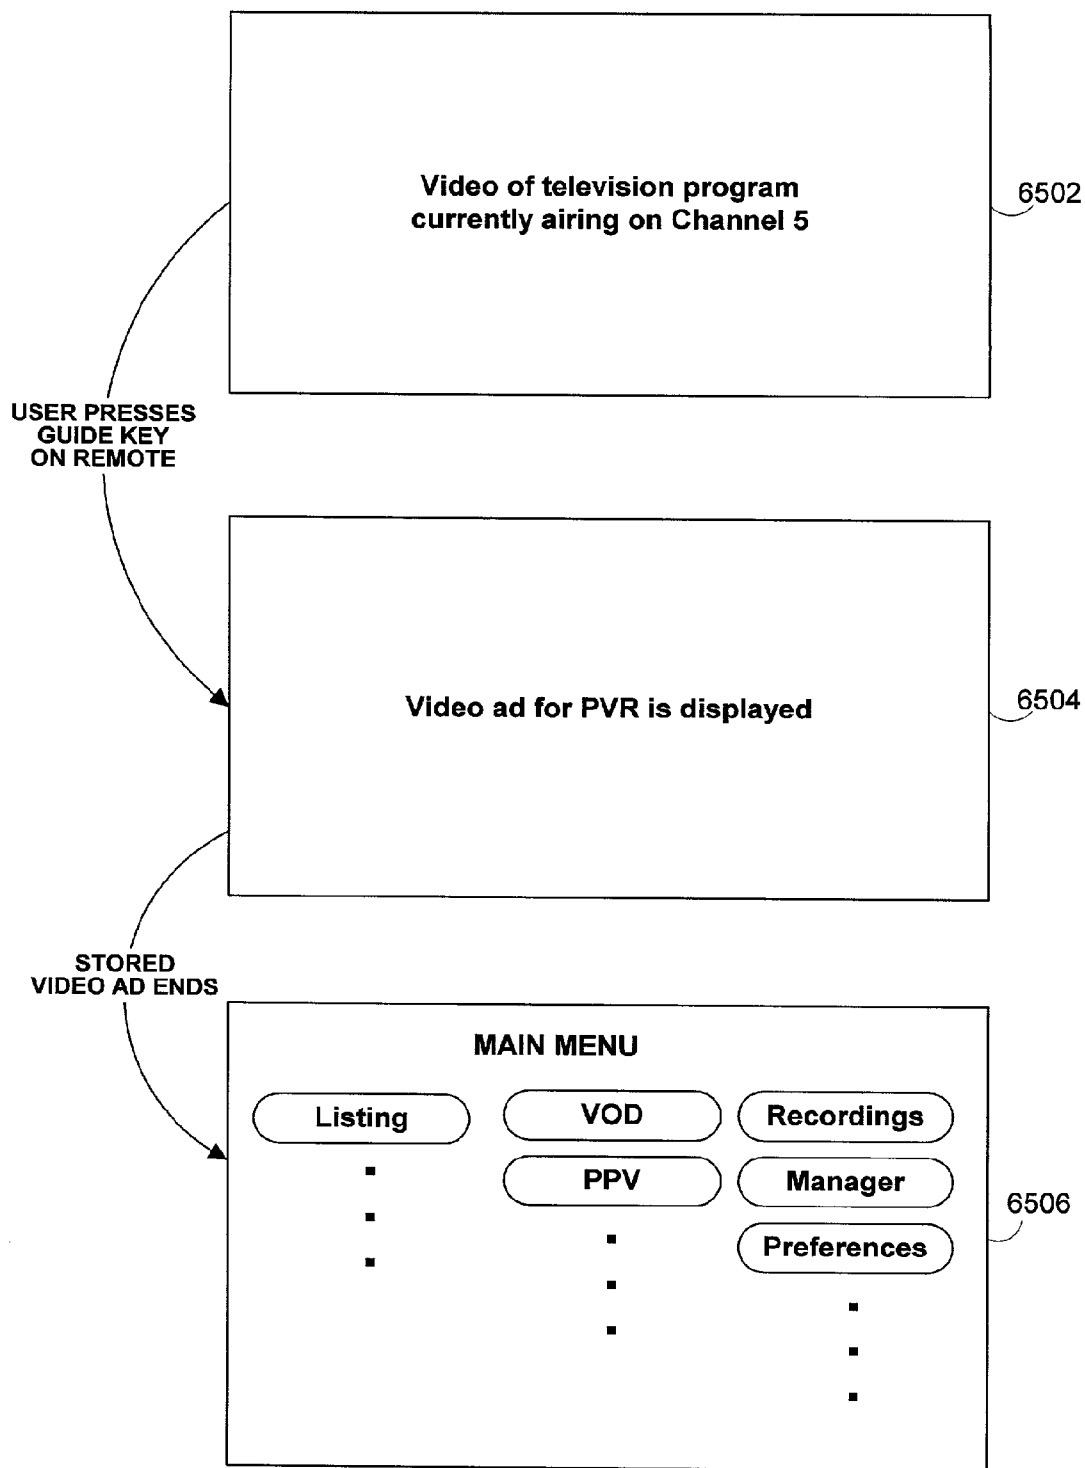 Video of television program
currently airing on Channel 5
6502
USER PRESSES
GUIDE KEY
ON REMOTE
Video ad for PVR is displayed
6504
STORED
VIDEO AD ENDS
MAIN MENU
Listing
VOD
Recordings
PPV
Manager
Preferences
6506